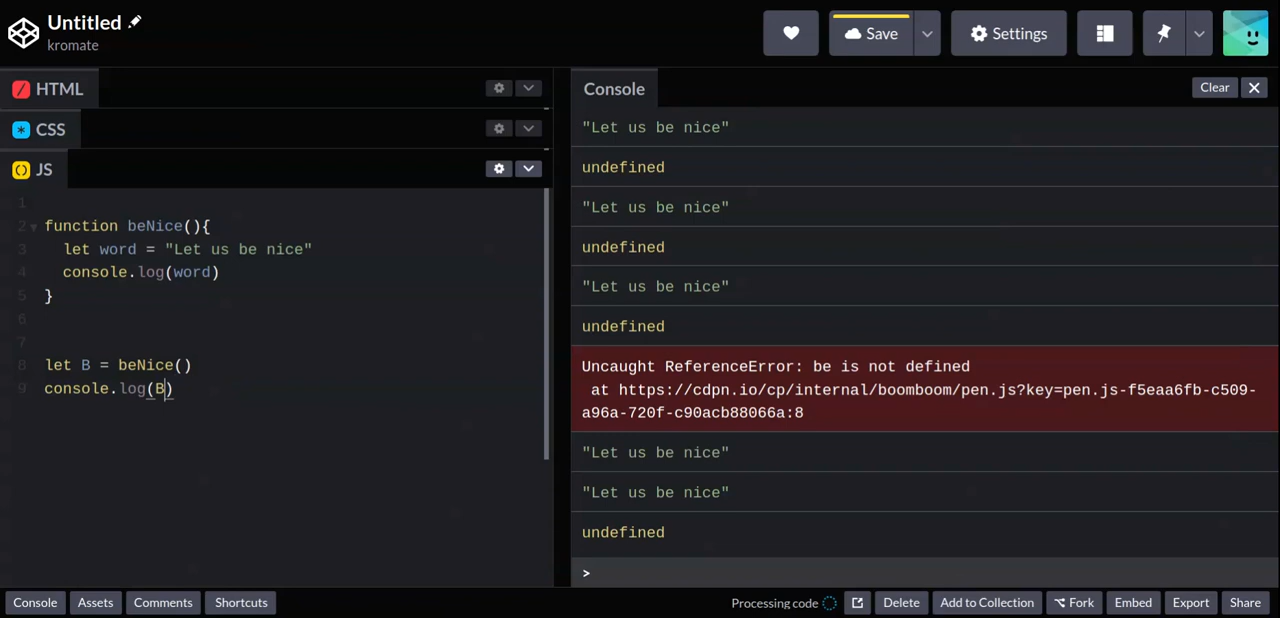 Untitled
kromate
Save
Settings
HTML
CSS
JS
1
2 function beNice(){
3 let word = "Let us be nice"
4 console.log(word)
5 }
6
7
8 let B = beNice()
9 console.log(B)
Console
Clear
"Let us be nice"
undefined
"Let us be nice"
undefined
"Let us be nice"
undefined
Uncaught ReferenceError: be is not defined
at https://cdpn.io/cp/internal/boomboom/pen.js?key=pen.js-f5eaa6fb-c509-
a96a-720f-c90acb88066a:8
"Let us be nice"
"Let us be nice"
undefined
>
Console Assets Comments Shortcuts Processing code Delete Add to Collection Fork Embed Export Share